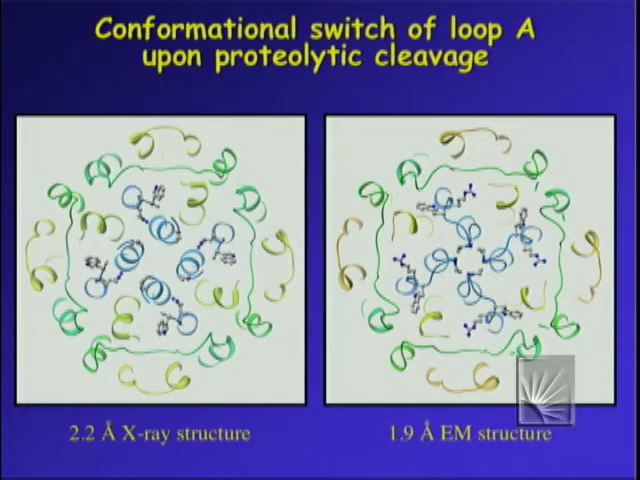 Conformational switch of loop A
upon proteolytic cleavage
2.2 Å X-ray structure
1.9 Å EM structure